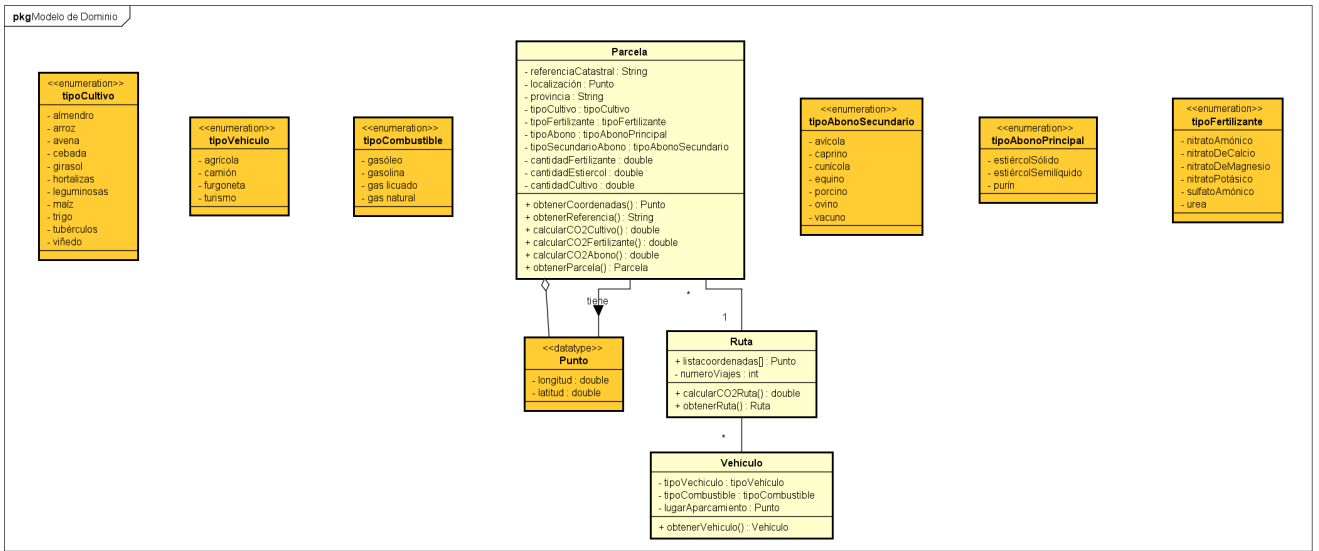 pkg Modelo de Dominio
<<enumeration>>
tipoCultivo
- almendro
- arroz
- avena
- cebada
- girasol
- hortalizas
- leguminosas
- maíz
- trigo
- tubérculos
- viñedo
<<enumeration>>
tipoVehículo
- agrícola
- camión
- furgoneta
- turismo
<<enumeration>>
tipoCombustible
- gasóleo
- gasolina
- gas licuado
- gas natural
Parcela
- referenciaCatastral : String
- localización : Punto
- provincia : String
- tipoCultivo : tipoCultivo
- tipoFertilizante : tipoFertilizante
- tipoAbono : tipoAbonoPrincipal
- tipoSecundarioAbono : tipoAbonoSecundario
- cantidadFertilizante : double
- cantidadEstiercol : double
- cantidadCultivo : double
+ obtenerCoordenadas() : Punto
+ obtenerReferencia() : String
+ calcularCO2Cultivo() : double
+ calcularCO2Fertilizante() : double
+ calcularCO2Abono() : double
+ obtenerParcela() : Parcela
<<enumeration>>
tipoAbonoSecundario
- avícola
- caprino
- cunícola
- equino
- porcino
- ovino
- vacuno
<<enumeration>>
tipoAbonoPrincipal
- estiércolSólido
- estiércolSemilíquido
- purín
<<enumeration>>
tipoFertilizante
- nitratoAmónico
- nitratoDeCalcio
- nitratoDeMagnesio
- nitratoPotásico
- sulfatoAmónico
- urea
tiene
*
1
<<datatype>>
Punto
- longitud : double
- latitud : double
Ruta
+ listacoordenadas[] : Punto
- numeroViajes : int
+ calcularCO2Ruta() : double
+ obtenerRuta() : Ruta
*
Vehiculo
- tipoVechiculo : tipoVehículo
- tipoCombustible : tipoCombustible
- lugarAparcamiento : Punto
+ obtenerVehiculo() : Vehículo